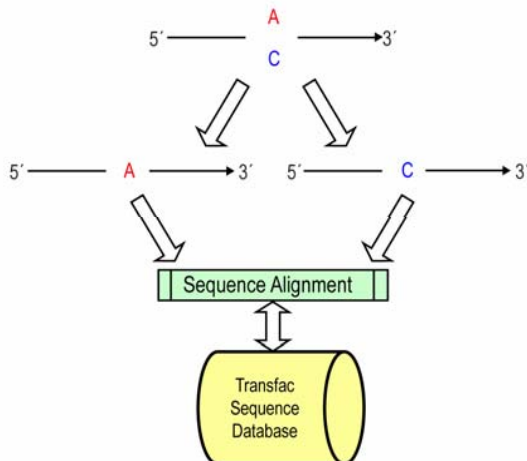 A
5´ 3´
C
5´ A 3´ 5´ C 3´
Sequence Alignment
Transfac
Sequence
Database